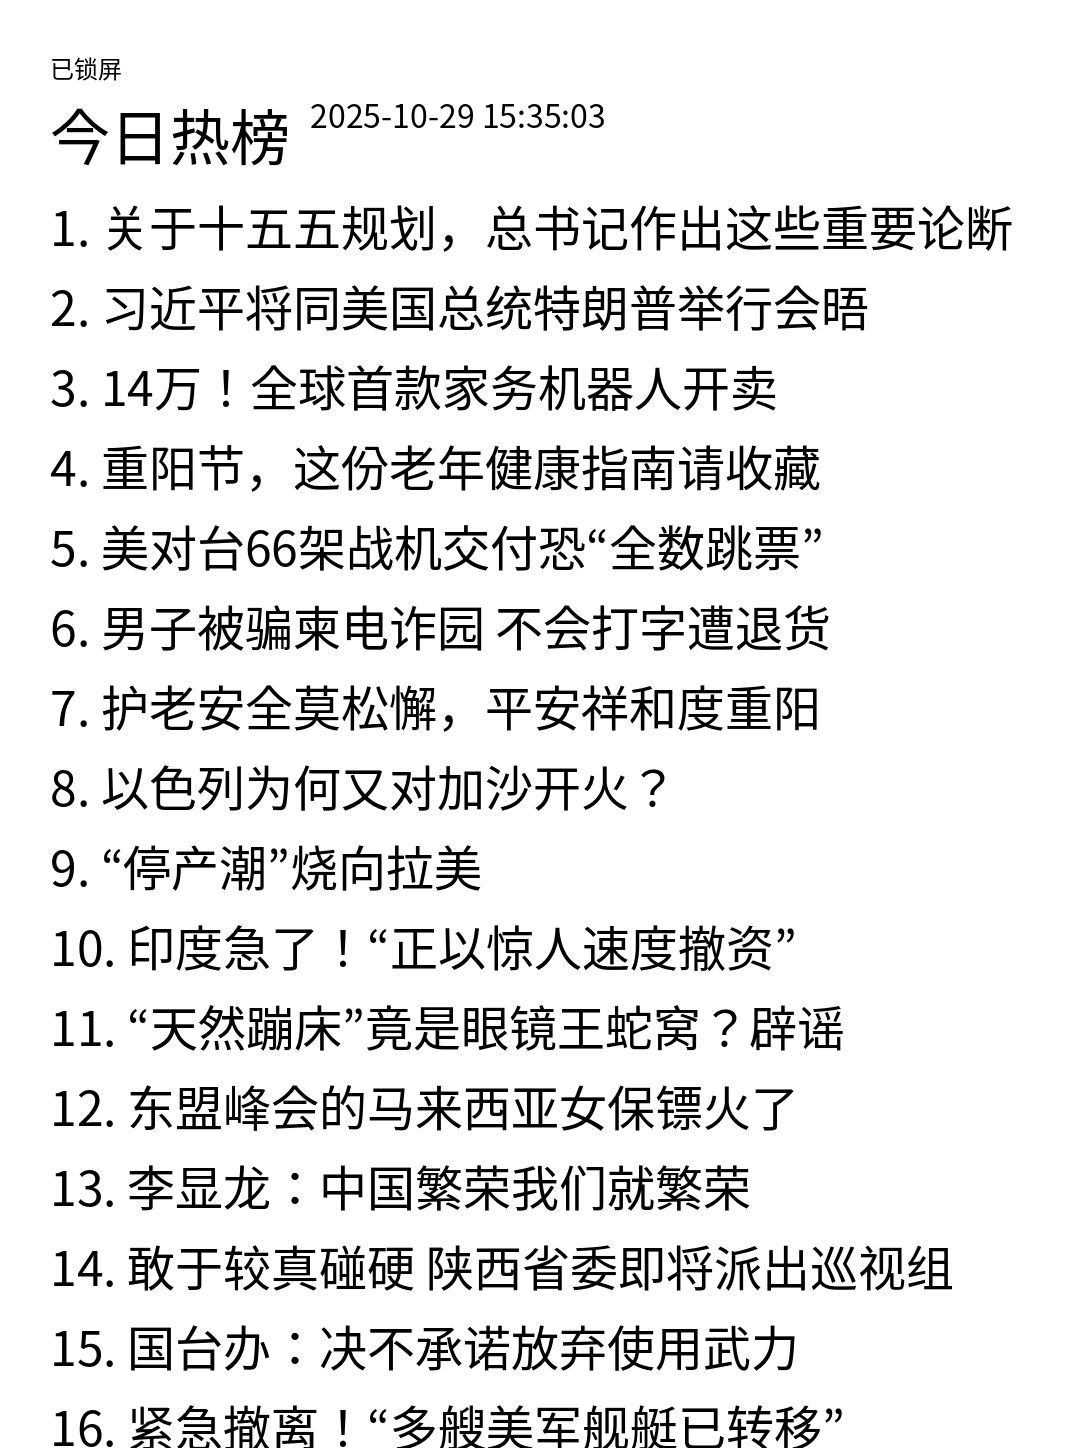 已锁屏
今日热榜 2025-10-29 15:35:03
1. 关于十五五规划，总书记作出这些重要论断
2. 习近平将同美国总统特朗普举行会晤
3. 14万！全球首款家务机器人开卖
4. 重阳节，这份老年健康指南请收藏
5. 美对台66架战机交付恐“全数跳票”
6. 男子被骗柬电诈园 不会打字遭退货
7. 护老安全莫松懈，平安祥和度重阳
8. 以色列为何又对加沙开火？
9. “停产潮”烧向拉美
10. 印度急了！“正以惊人速度撤资”
11. “天然蹦床”竟是眼镜王蛇窝？辟谣
12. 东盟峰会的马来西亚女保镖火了
13. 李显龙：中国繁荣我们就繁荣
14. 敢于较真碰硬 陕西省委即将派出巡视组
15. 国台办：决不承诺放弃使用武力
16. 紧急撤离！“多艘美军舰艇已转移”